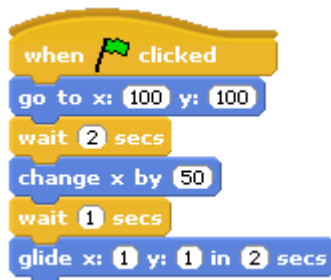 when clicked
go to x: 100 y: 100
wait 2 secs
change x by 50
wait 1 secs
glide x: 1 y: 1 in 2 secs